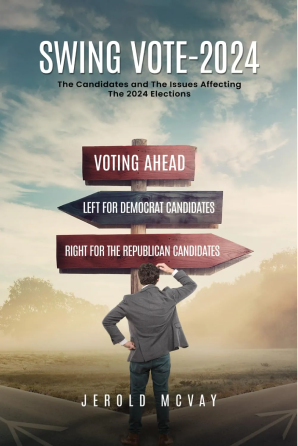 SWING VOTE-2024
The Candidates and The Issues Affecting
The 2024 Elections
VOTING AHEAD
LEFT FOR DEMOCRAT CANDIDATES
RIGHT FOR THE REPUBLICAN CANDIDATES
JEROLD MCVAY